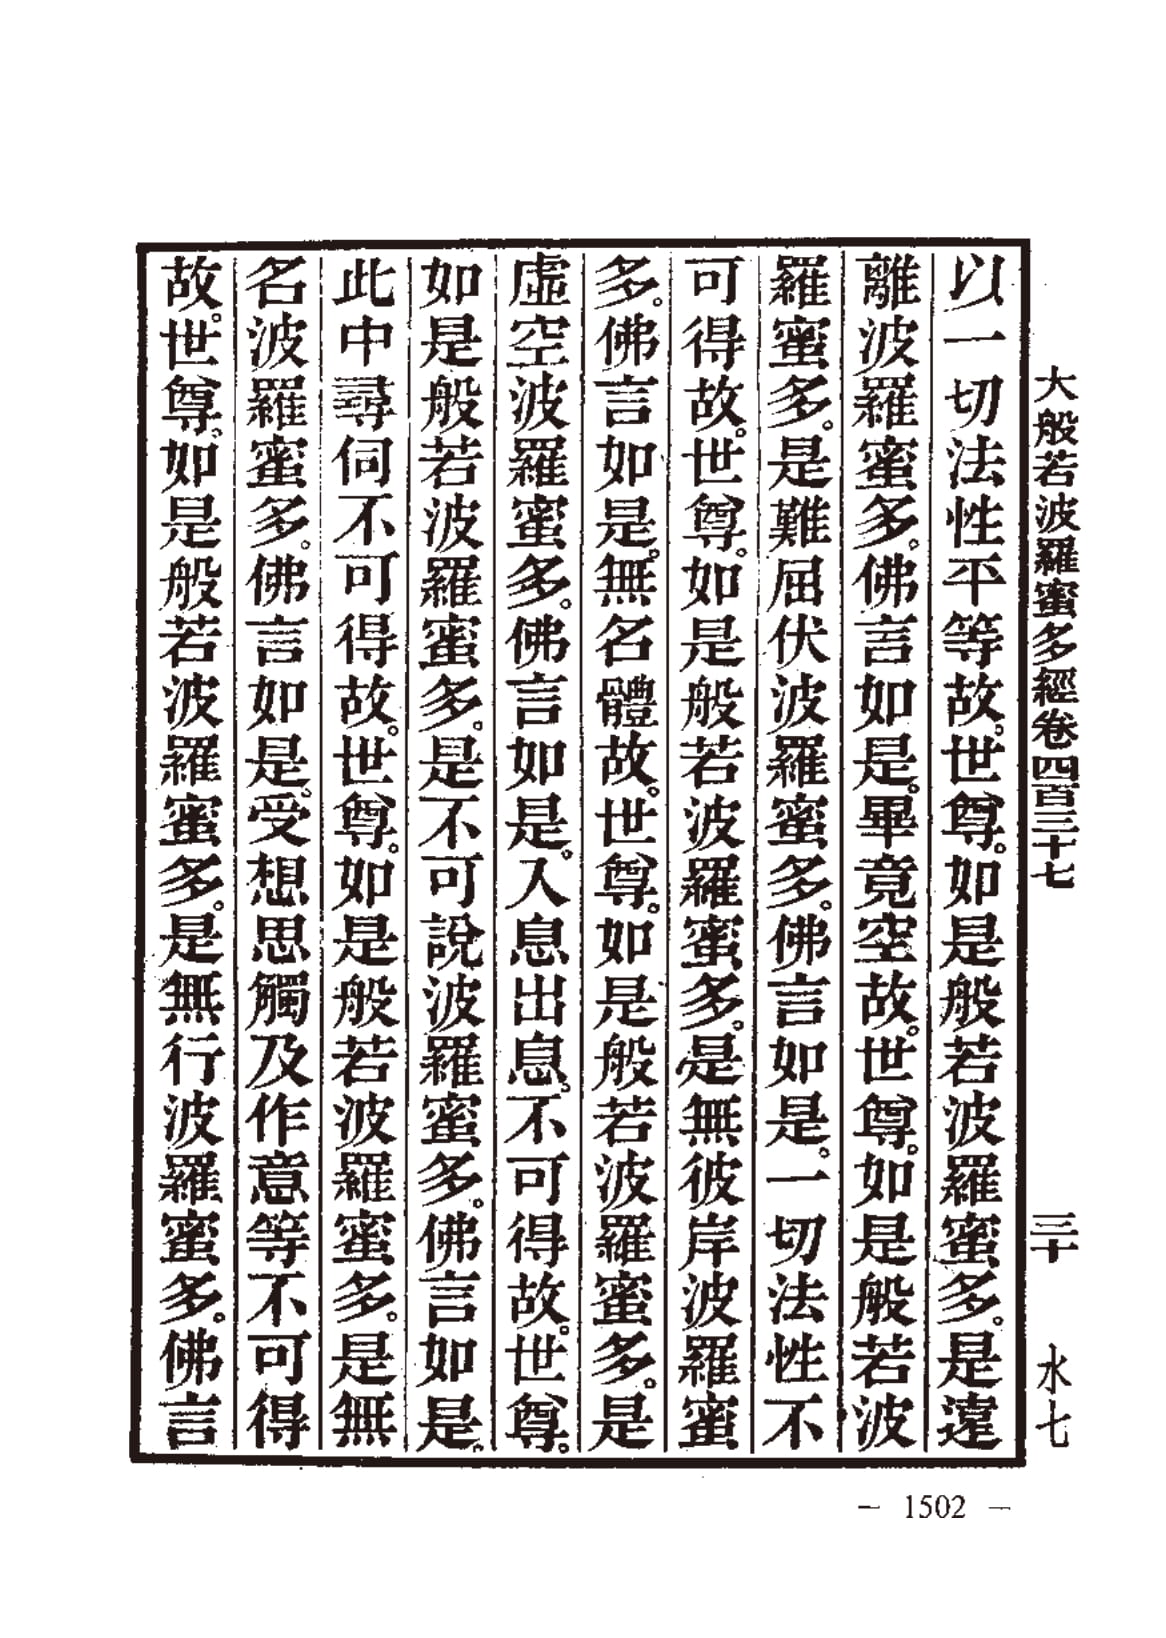 大般若波羅蜜多經卷四百三十七　三十　水七
以一切法性平等故。世尊。如是般若波羅蜜多。是遠
離波羅蜜多。佛言如是。畢竟空故。世尊。如是般若波
羅蜜多。是難屈伏波羅蜜多。佛言如是。一切法性不
可得故。世尊。如是般若波羅蜜多。是無彼岸波羅蜜
多。佛言如是。無名體故。世尊。如是般若波羅蜜多。是
虛空波羅蜜多。佛言如是。入息出息。不可得故。世尊。
如是般若波羅蜜多。是不可說波羅蜜多。佛言如是。
此中尋伺不可得故。世尊。如是般若波羅蜜多。是無
名波羅蜜多。佛言如是。受想思觸及作意等不可得
故。世尊。如是般若波羅蜜多。是無行波羅蜜多。佛言
— 1502 —